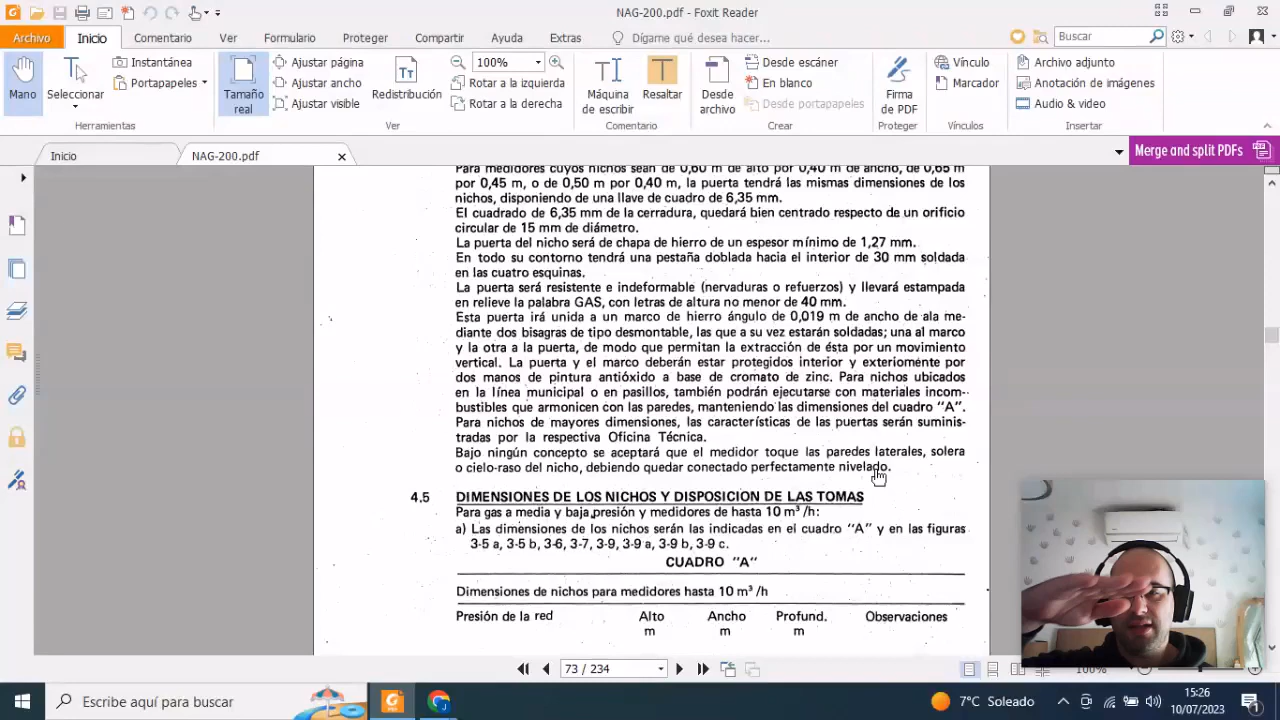 NAG-200.pdf - Foxit Reader
Archivo Inicio Comentario Ver Formulario Proteger Compartir Ayuda Extras Dígame qué desea hacer... Buscar
Mano
Seleccionar
Instantánea
Portapapeles
Herramientas
Tamaño real
Ajustar página
Ajustar ancho
Ajustar visible
Redistribución
100%
Rotar a la izquierda
Rotar a la derecha
Ver
Máquina de escribir
Resaltar
Comentario
Desde archivo
Desde escáner
En blanco
Desde portapapeles
Crear
Firma de PDF
Proteger
Vínculo
Marcador
Vínculos
Archivo adjunto
Anotación de imágenes
Audio & video
Insertar
Inicio NAG-200.pdf Merge and split PDFs
Para medidores cuyos nichos sean de 0,60 m de alto por 0,40 m de ancho, de 0,65 m
por 0,45 m, o de 0,50 m por 0,40 m, la puerta tendrá las mismas dimensiones de los
nichos, disponiendo de una llave de cuadro de 6,35 mm.
El cuadrado de 6,35 mm de la cerradura, quedará bien centrado respecto de un orificio
circular de 15 mm de diámetro.
La puerta del nicho será de chapa de hierro de un espesor mínimo de 1,27 mm.
En todo su contorno tendrá una pestaña doblada hacia el interior de 30 mm soldada
en las cuatro esquinas.
La puerta será resistente e indeformable (nervaduras o refuerzos) y llevará estampada
en relieve la palabra GAS, con letras de altura no menor de 40 mm.
Esta puerta irá unida a un marco de hierro ángulo de 0,019 m de ancho de ala me-
diante dos bisagras de tipo desmontable, las que a su vez estarán soldadas; una al marco
y la otra a la puerta, de modo que permitan la extracción de ésta por un movimiento
vertical. La puerta y el marco deberán estar protegidos interior y exteriormente por
dos manos de pintura antióxido a base de cromato de zinc. Para nichos ubicados
en la línea municipal o en pasillos, también podrán ejecutarse con materiales incom-
bustibles que armonicen con las paredes, manteniendo las dimensiones del cuadro "A".
Para nichos de mayores dimensiones, las características de las puertas serán suminis-
tradas por la respectiva Oficina Técnica.
Bajo ningún concepto se aceptará que el medidor toque las paredes laterales, solera
o cielo-raso del nicho, debiendo quedar conectado perfectamente nivelado.
4.5 DIMENSIONES DE LOS NICHOS Y DISPOSICION DE LAS TOMAS
Para gas a media y baja presión y medidores de hasta 10 m³/h:
a) Las dimensiones de los nichos serán las indicadas en el cuadro "A" y en las figuras
3-5 a, 3-5 b, 3-6, 3-7, 3-9, 3-9 a, 3-9 b, 3-9 c.
CUADRO "A"
Dimensiones de nichos para medidores hasta 10 m³/h
Presión de la red Alto Ancho Profund. Observaciones
m m m
73 / 234
100%
Escribe aquí para buscar
7°C Soleado
15:26
10/07/2023